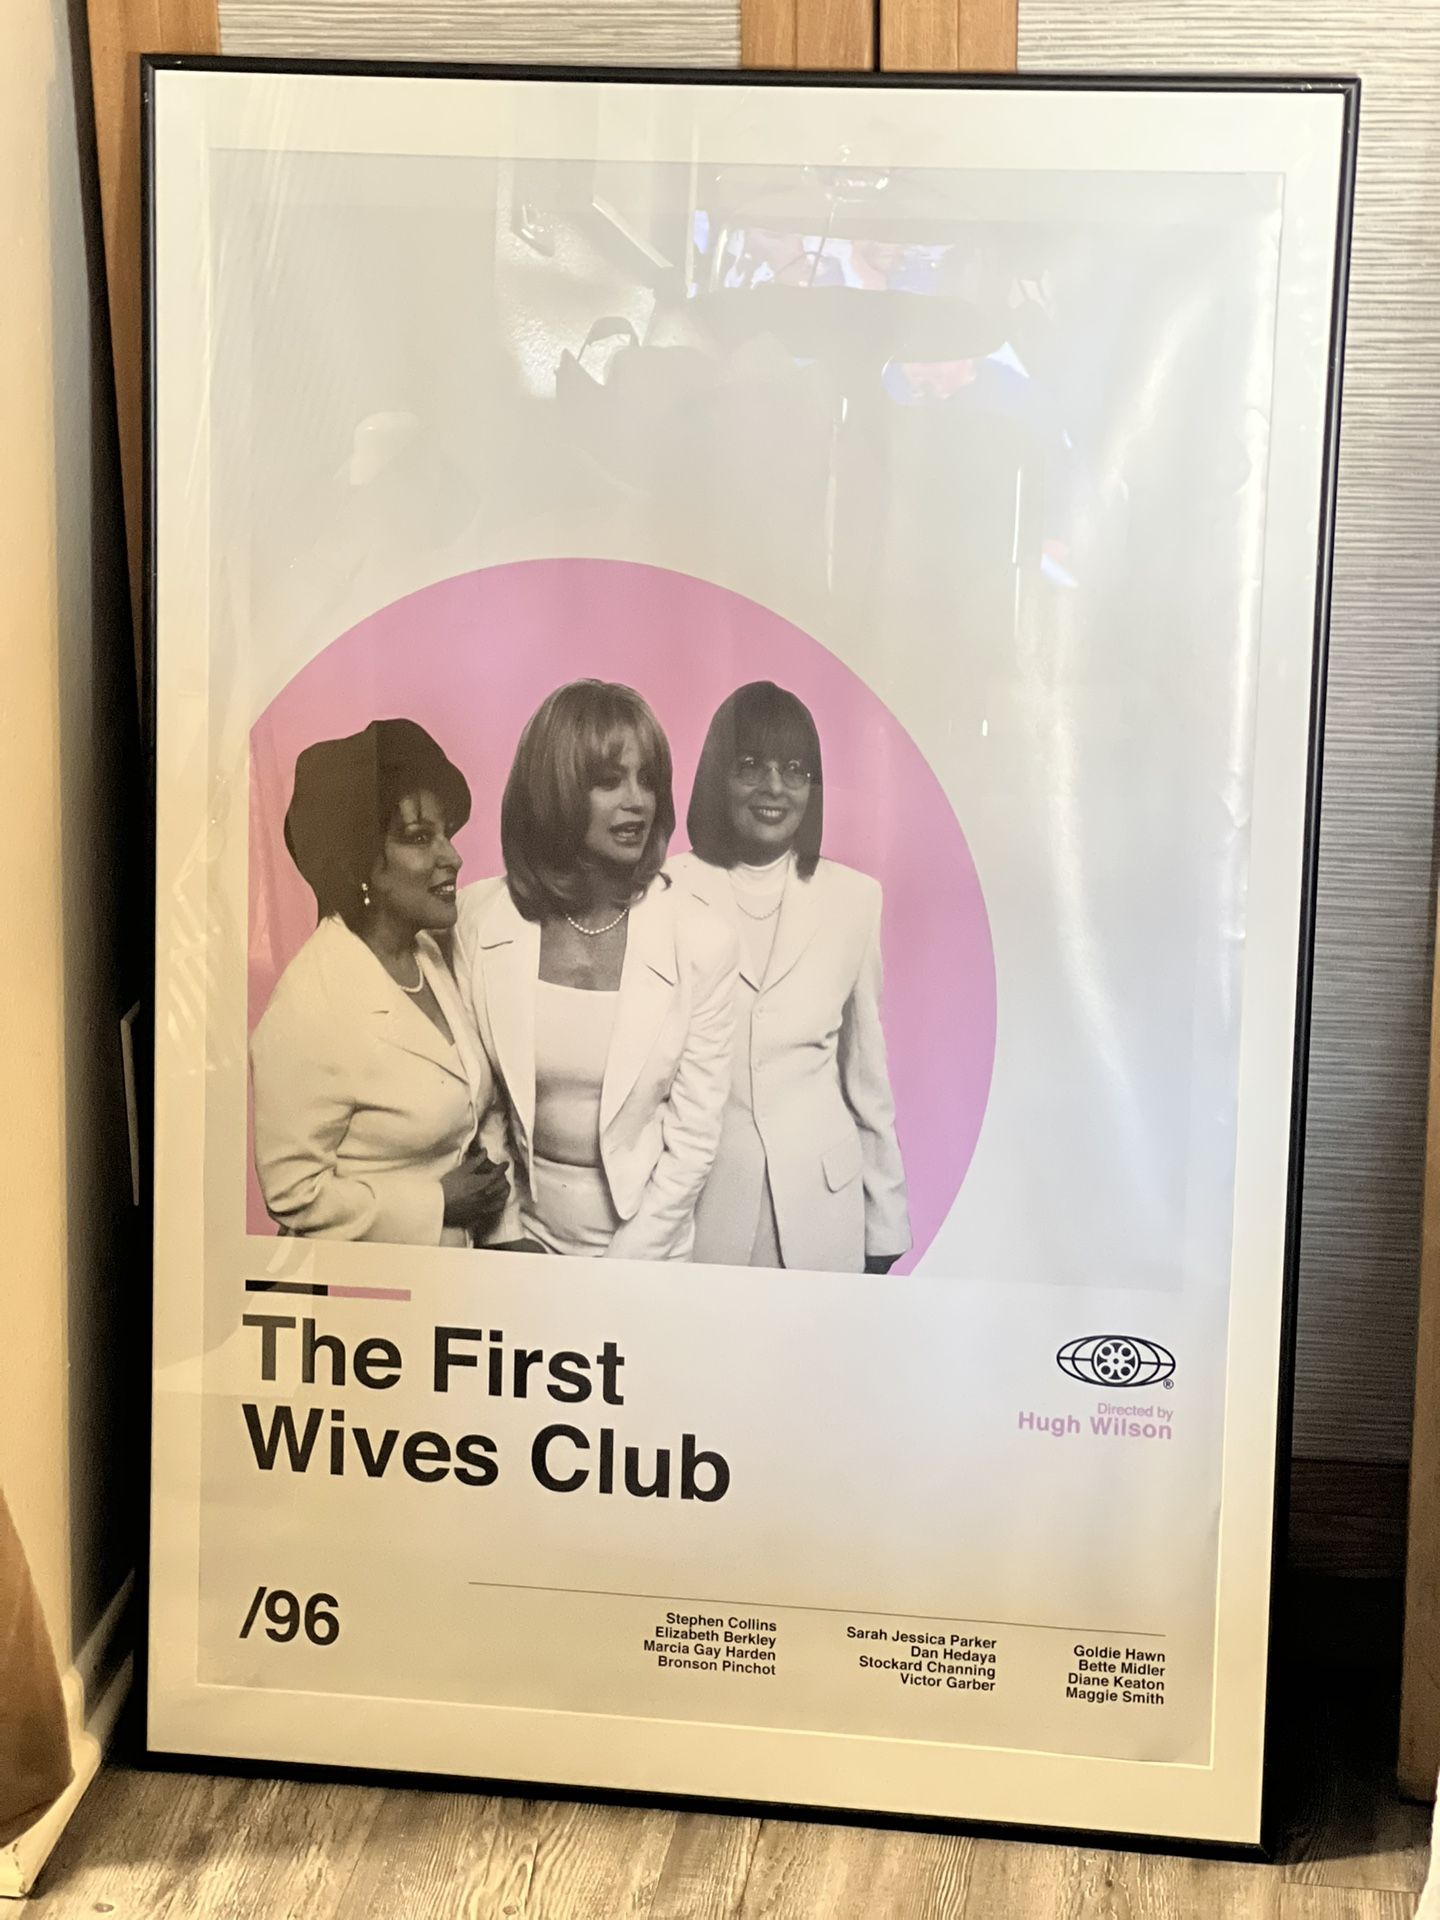 The First
Wives Club
®
Directed by
Hugh Wilson
/96
Stephen Collins
Elizabeth Berkley
Marcia Gay Harden
Bronson Pinchot
Sarah Jessica Parker
Dan Hedaya
Stockard Channing
Victor Garber
Goldie Hawn
Bette Midler
Diane Keaton
Maggie Smith